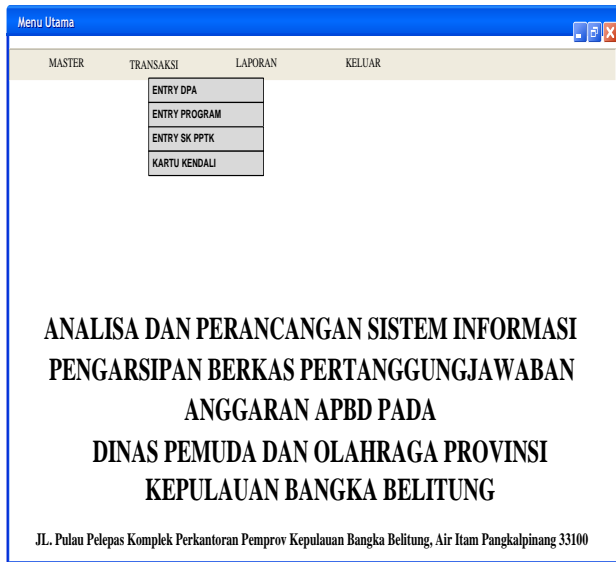 Menu Utama
MASTER TRANSAKSI LAPORAN KELUAR
ENTRY DPA
ENTRY PROGRAM
ENTRY SK PPTK
KARTU KENDALI
ANALISA DAN PERANCANGAN SISTEM INFORMASI
PENGARSIPAN BERKAS PERTANGGUNGJAWABAN
ANGGARAN APBD PADA
DINAS PEMUDA DAN OLAHRAGA PROVINSI
KEPULAUAN BANGKA BELITUNG
JL. Pulau Pelepas Komplek Perkantoran Pemprov Kepulauan Bangka Belitung, Air Itam Pangkalpinang 33100